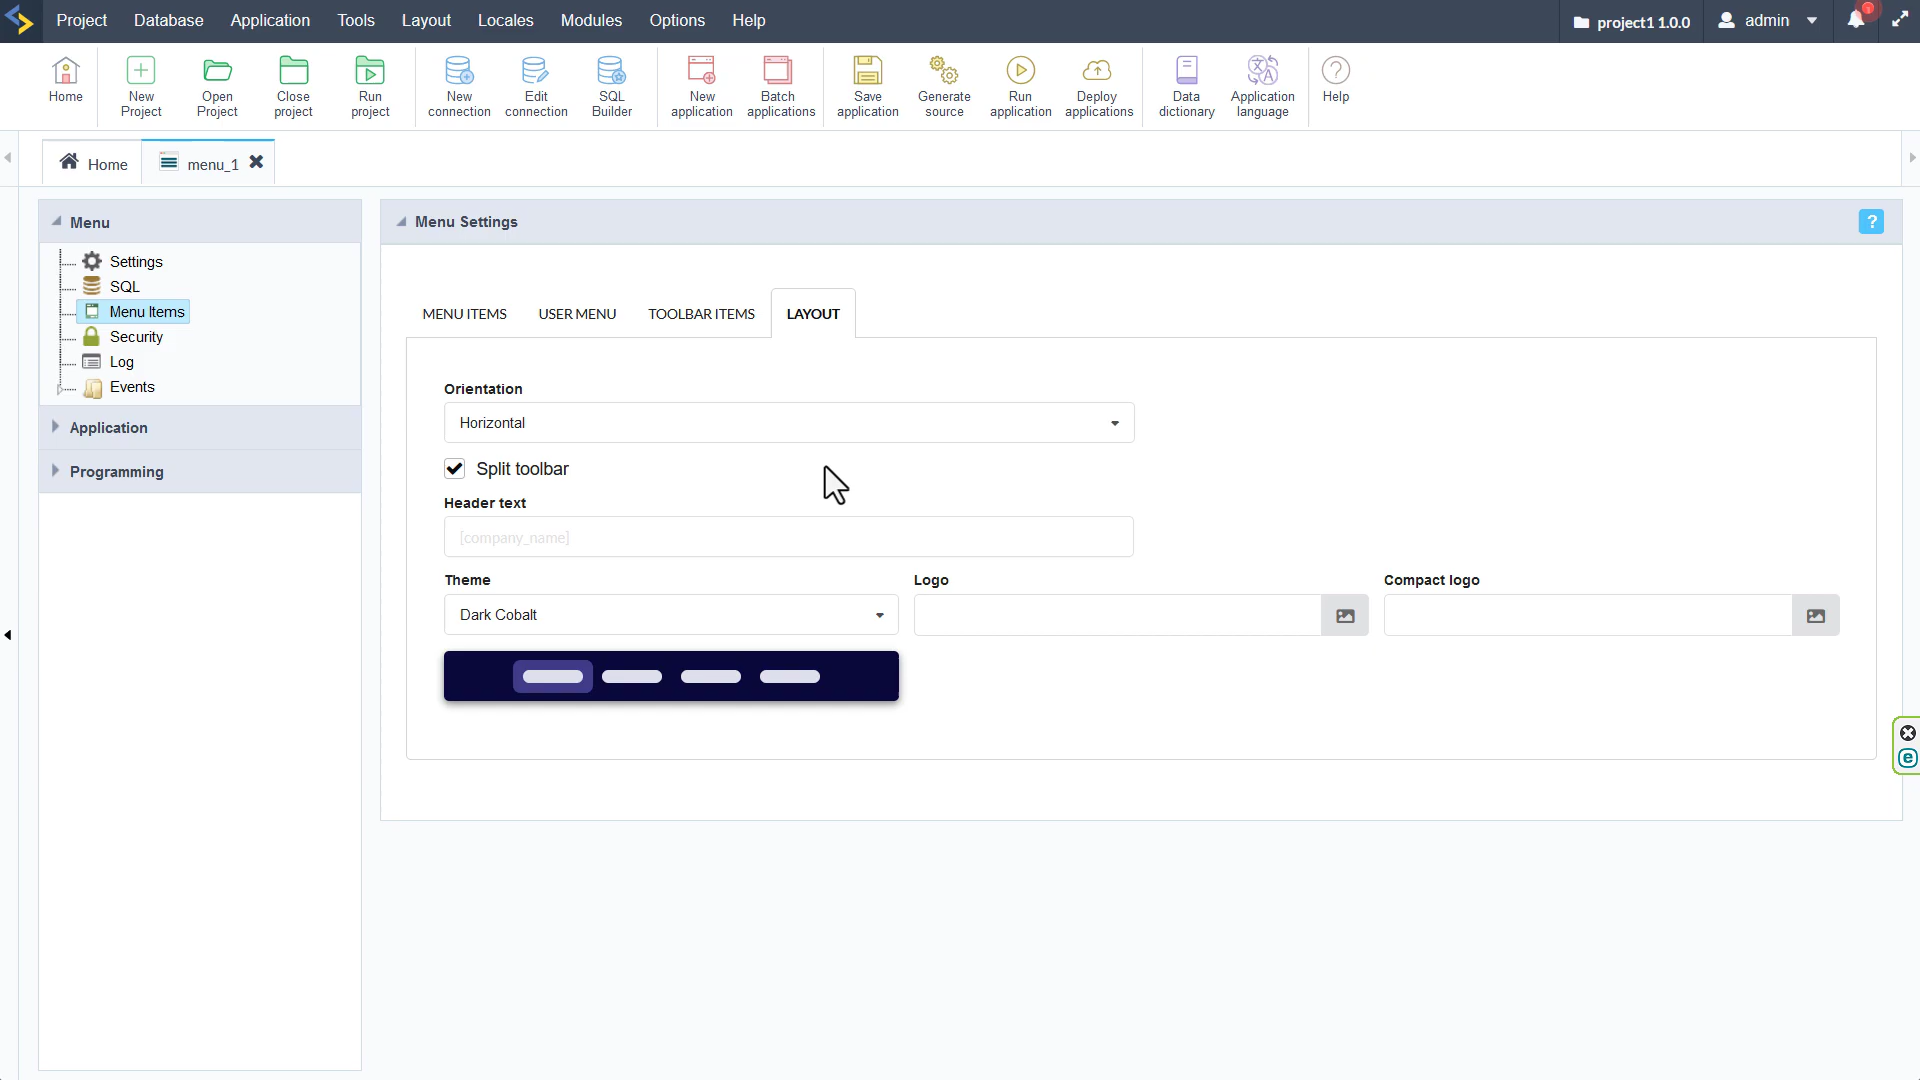 Project Database Application Tools Layout Locales Modules Options Help project1 1.0.0 admin 1
Home New Project Open Project Close project Run project New connection Edit connection SQL Builder New application Batch applications Save application Generate source Run application Deploy applications Data dictionary Application language Help
Home menu_1
Menu
Settings
SQL
Menu Items
Security
Log
Events
Application
Programming
Menu Settings ?
MENU ITEMS USER MENU TOOLBAR ITEMS LAYOUT
Orientation
Horizontal
Split toolbar
Header text
[company_name]
Theme Logo Compact logo
Dark Cobalt
e